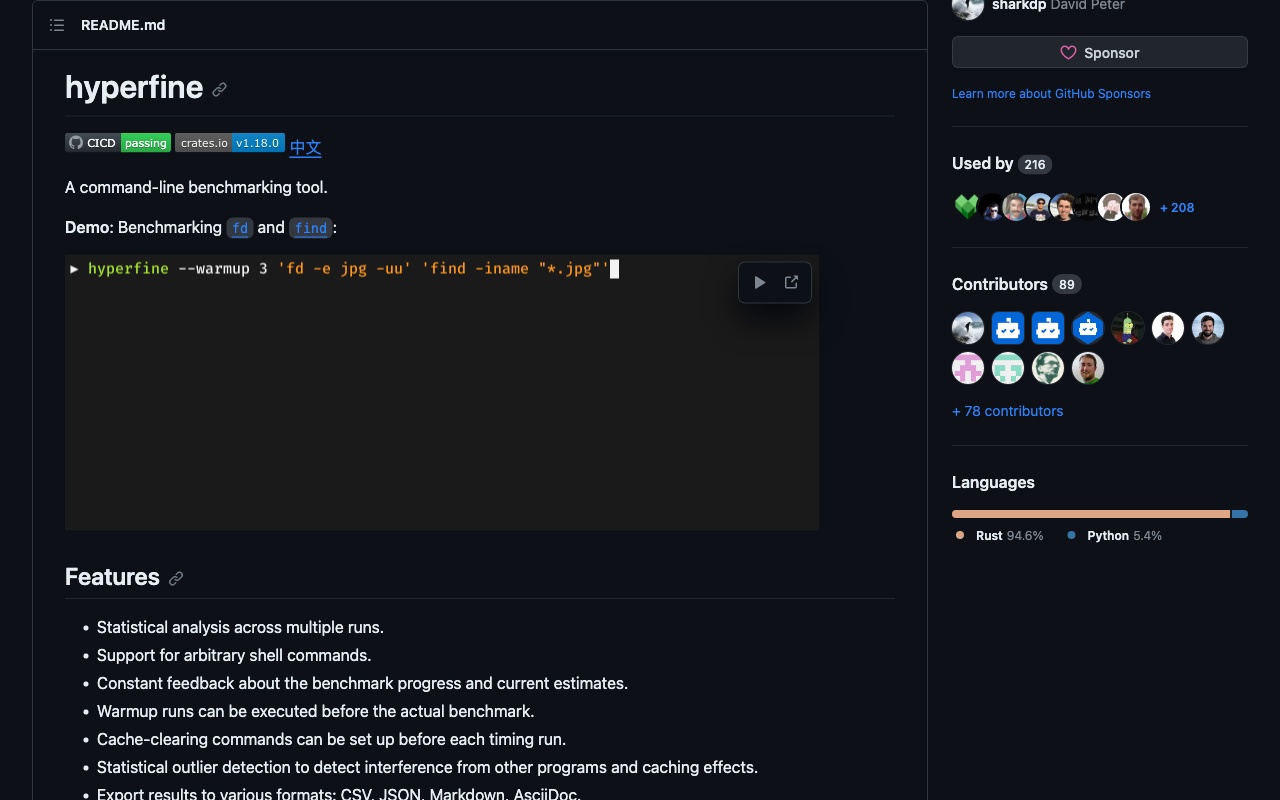 README.md
hyperfine
CICD passing crates.io v1.18.0 中文
A command-line benchmarking tool.
Demo: Benchmarking fd and find:
▶ hyperfine --warmup 3 'fd -e jpg -uu' 'find -iname "*.jpg"'
Features
• Statistical analysis across multiple runs.
• Support for arbitrary shell commands.
• Constant feedback about the benchmark progress and current estimates.
• Warmup runs can be executed before the actual benchmark.
• Cache-clearing commands can be set up before each timing run.
• Statistical outlier detection to detect interference from other programs and caching effects.
• Export results to various formats: CSV, JSON, Markdown, AsciiDoc.
sharkdp David Peter
Sponsor
Learn more about GitHub Sponsors
Used by 216
+ 208
Contributors 89
+ 78 contributors
Languages
Rust 94.6% Python 5.4%